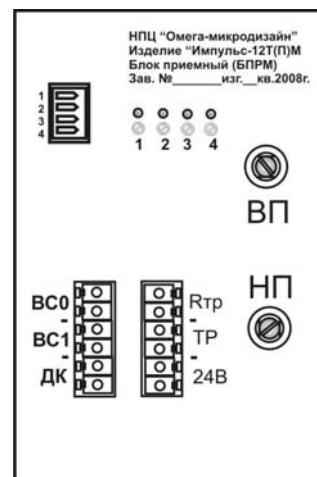 НПЦ “Омега-микродизайн”
Изделие “Импульс-12Т(П)М
Блок приемный (БПРМ)
Зав. №______изг.__кв.2008г.
1
2
3
4
1 2 3 4
ВП
НП
ВС0
-
ВС1
-
ДК
Rтр
-
ТР
-
24В